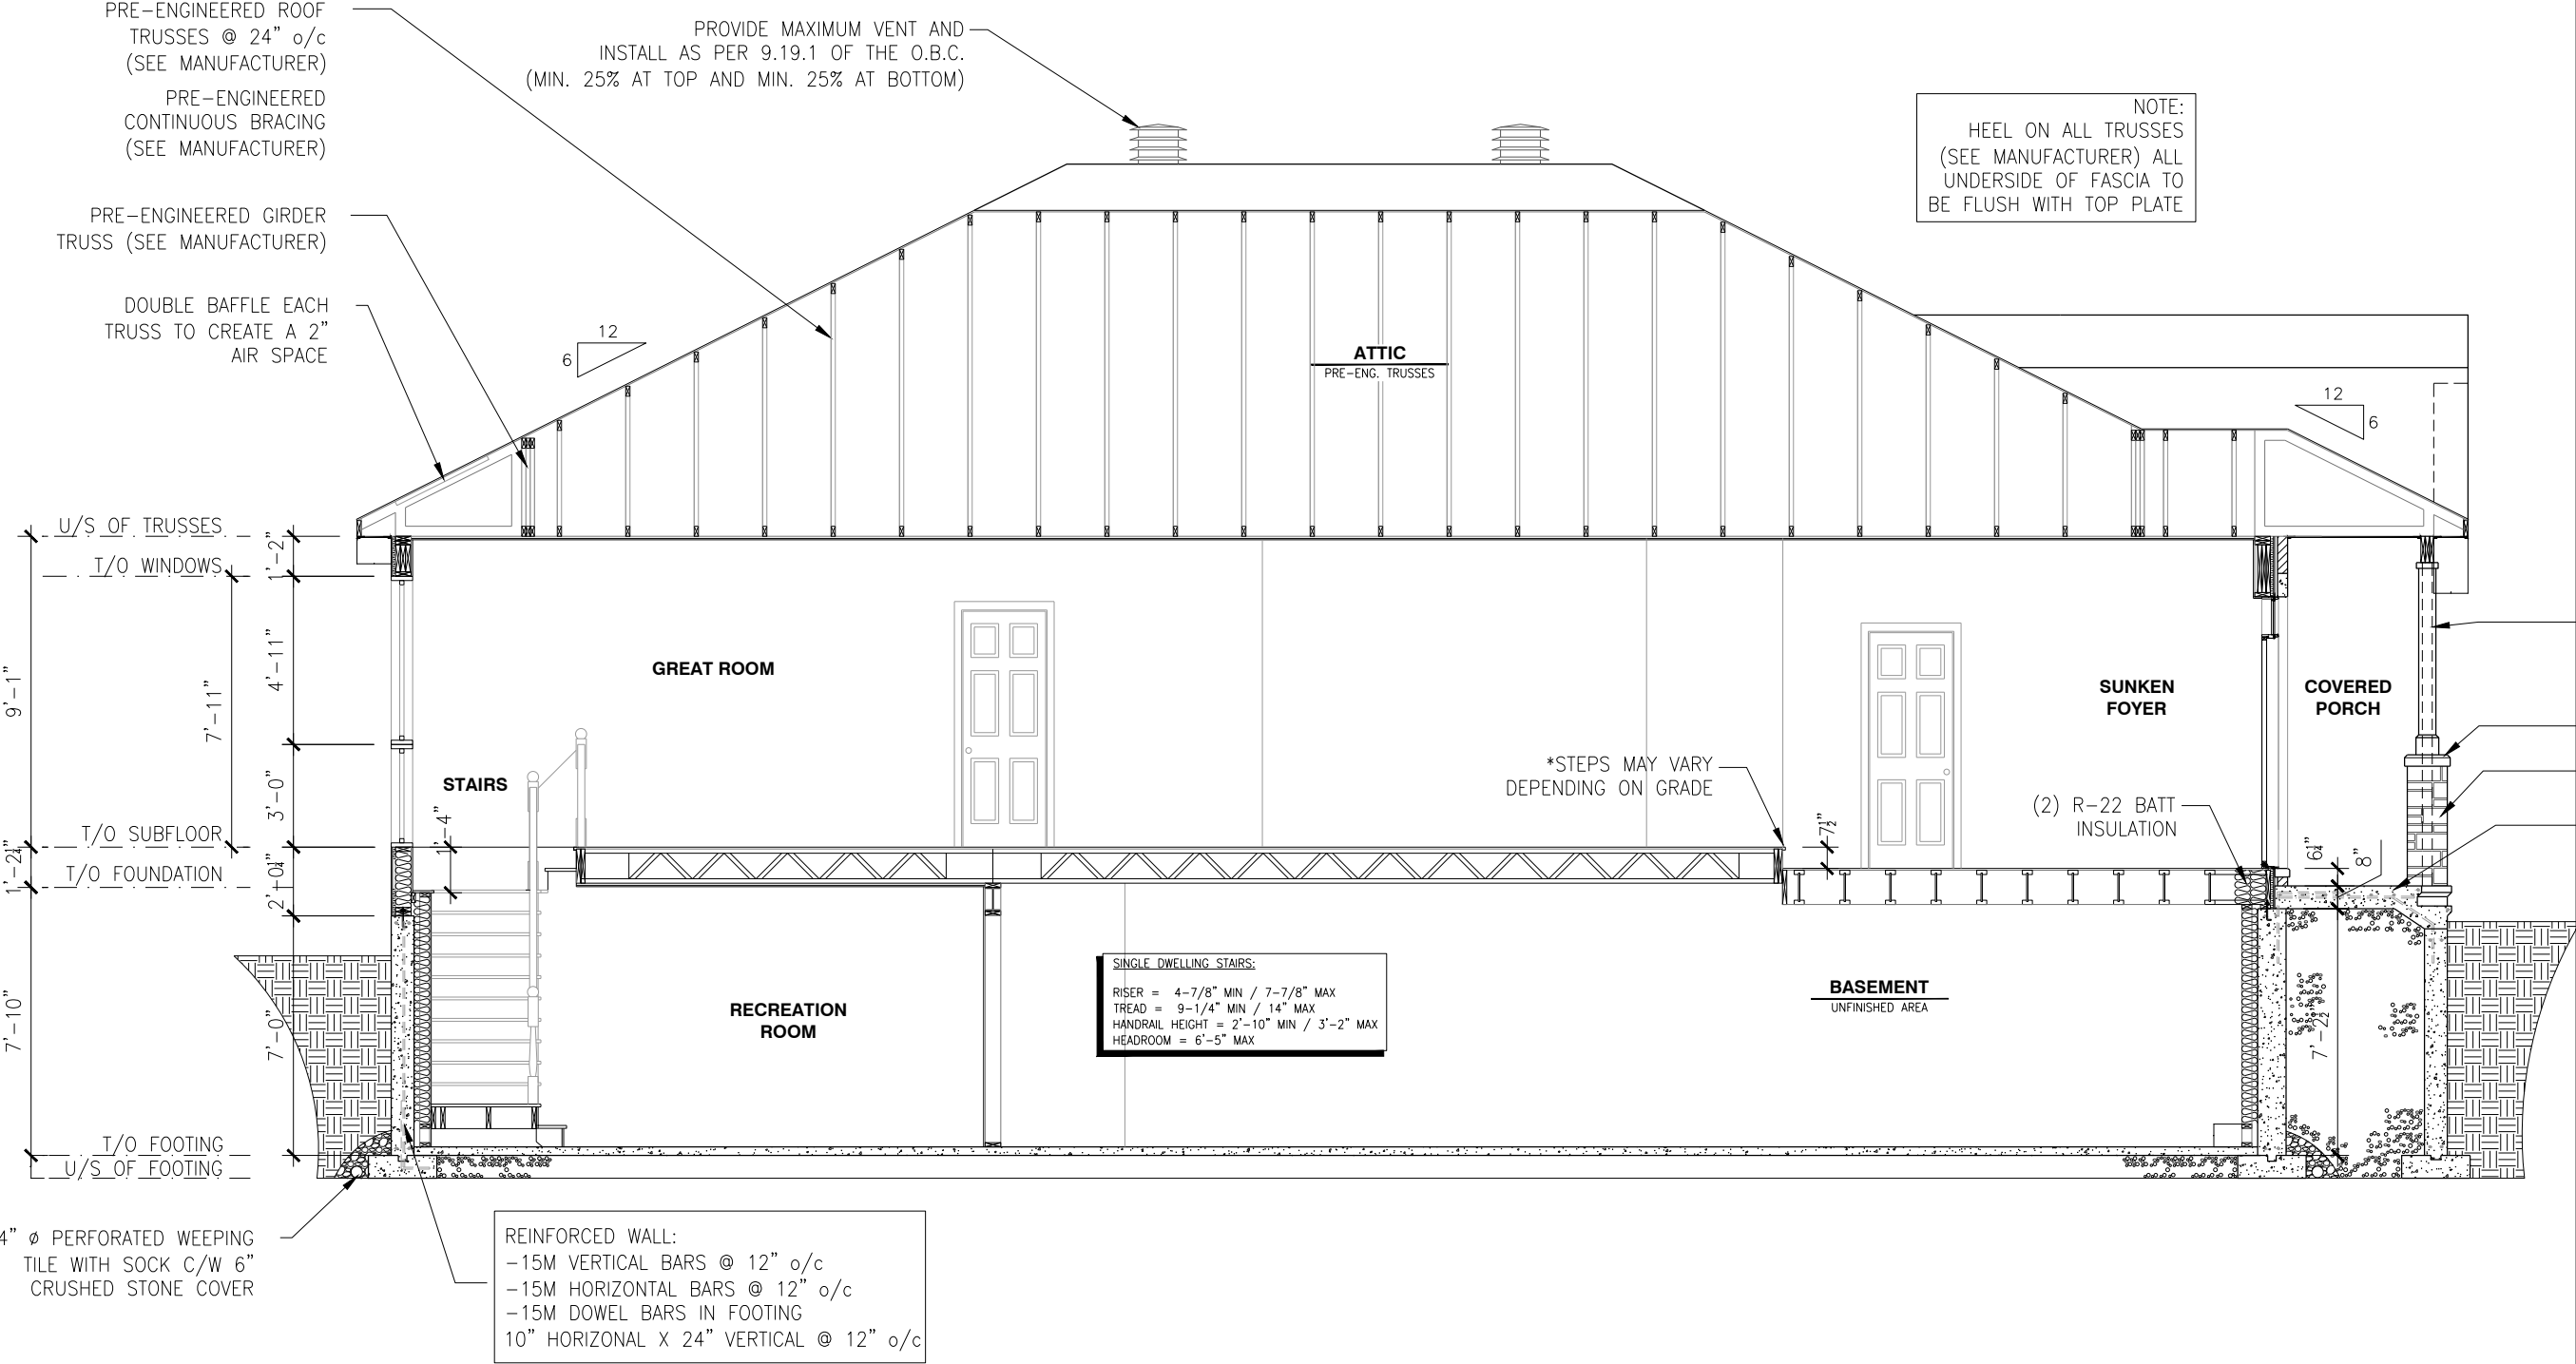 PRE-ENGINEERED ROOF
TRUSSES @ 24" o/c
(SEE MANUFACTURER)
PRE-ENGINEERED
CONTINUOUS BRACING
(SEE MANUFACTURER)
PROVIDE MAXIMUM VENT AND
INSTALL AS PER 9.19.1 OF THE O.B.C.
(MIN. 25% AT TOP AND MIN. 25% AT BOTTOM)
NOTE:
HEEL ON ALL TRUSSES
(SEE MANUFACTURER) ALL
UNDERSIDE OF FASCIA TO
BE FLUSH WITH TOP PLATE
PRE-ENGINEERED GIRDER
TRUSS (SEE MANUFACTURER)
DOUBLE BAFFLE EACH
TRUSS TO CREATE A 2"
AIR SPACE
12
6
ATTIC
PRE-ENG. TRUSSES
12
6
U/S OF TRUSSES
T/O WINDOWS
1'-2"
4'-11"
9'-1"
7'-11"
3'-0"
GREAT ROOM
SUNKEN
FOYER
COVERED
PORCH
STAIRS
*STEPS MAY VARY
DEPENDING ON GRADE
(2) R-22 BATT
INSULATION
T/O SUBFLOOR
T/O FOUNDATION
1'-4"
7½"
8"
7'-10"
7'-0"
RECREATION
ROOM
SINGLE DWELLING STAIRS:
RISER = 4-7/8" MIN / 7-7/8" MAX
TREAD = 9-1/4" MIN / 14" MAX
HANDRAIL HEIGHT = 2'-10" MIN / 3'-2" MAX
HEADROOM = 6'-5" MAX
BASEMENT
UNFINISHED AREA
T/O FOOTING
U/S OF FOOTING
4" ø PERFORATED WEEPING
TILE WITH SOCK C/W 6"
CRUSHED STONE COVER
REINFORCED WALL:
-15M VERTICAL BARS @ 12" o/c
-15M HORIZONTAL BARS @ 12" o/c
-15M DOWEL BARS IN FOOTING
10" HORIZONAL X 24" VERTICAL @ 12" o/c